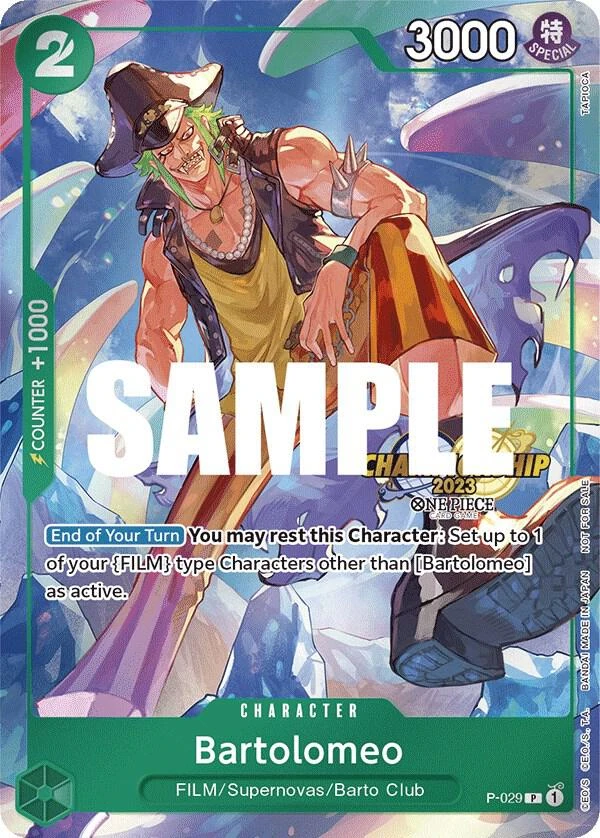 2
3000
特
SPECIAL
TAPIOCA
COUNTER +1000
SAMPLE
CHAMPIONSHIP
2023
ONE PIECE
CARD GAME
End of Your Turn You may rest this Character: Set up to 1
of your {FILM} type Characters other than [Bartolomeo]
as active.
©EO/S ©E.O./S., T.A. BANDAI MADE IN JAPAN NOT FOR SALE
CHARACTER
Bartolomeo
FILM/Supernovas/Barto Club
P-029 P 1